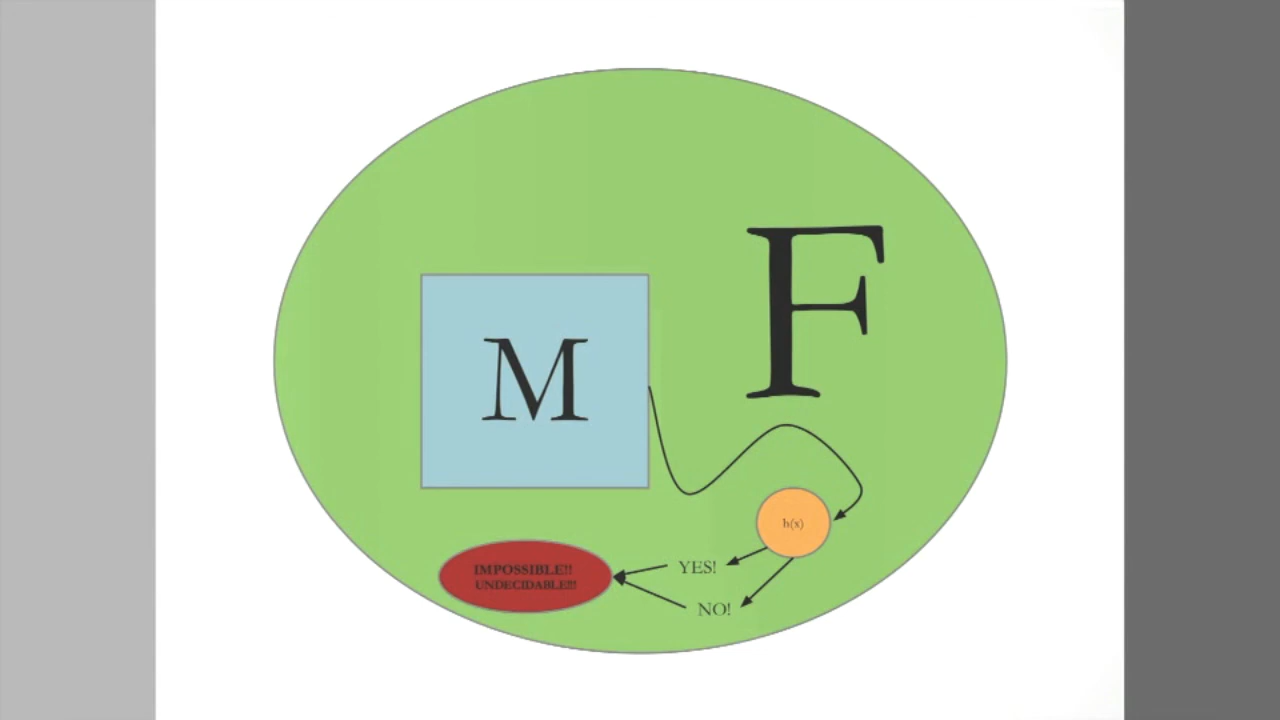 F
M
h(x)
YES!
IMPOSSIBLE!!
UNDECIDABLE!!!
NO!